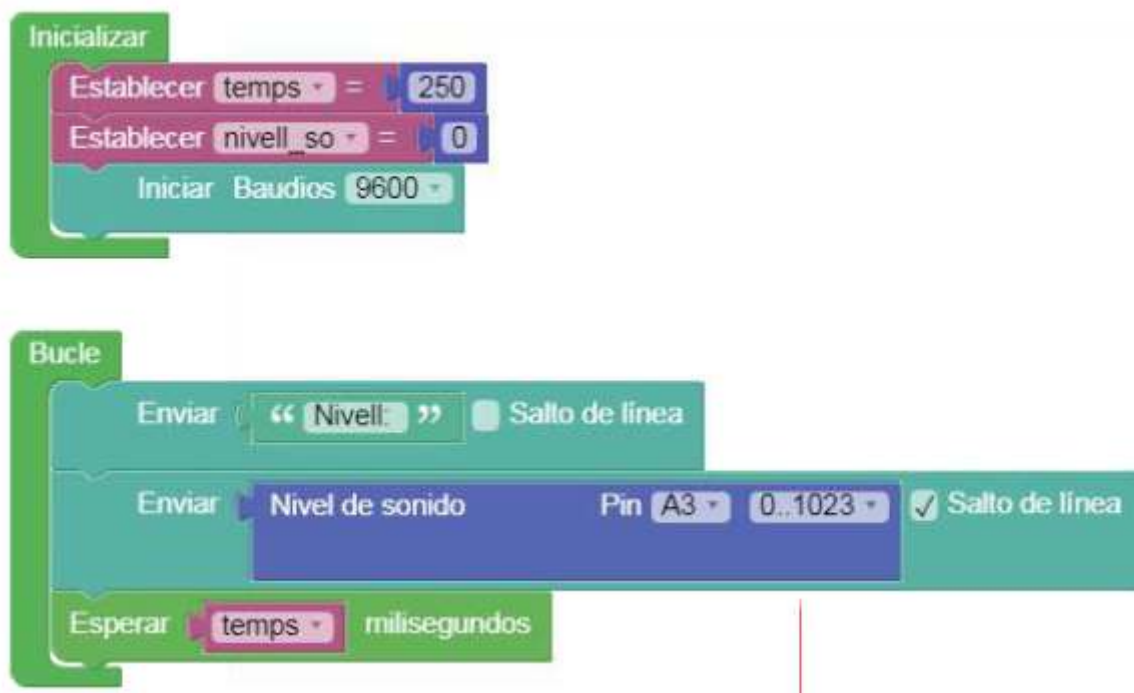 Inicializar
Establecer temps = 250
Establecer nivell_so = 0
Iniciar Baudios 9600
Bucle
Enviar “ Nivell: ” Salto de línea
Enviar Nivel de sonido Pin A3 0..1023 Salto de línea
Esperar temps milisegundos